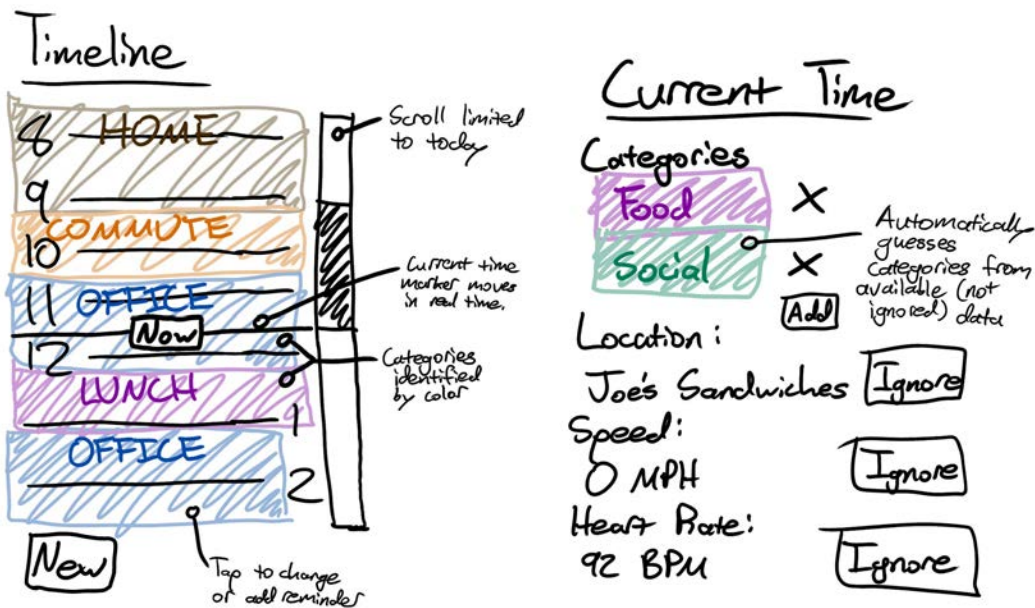 Timeline
8 HOME
9
COMMUTE
10
11 OFFICE
Now
12
LUNCH
1
OFFICE
2
New
Scroll limited
to today
Current time
marker moves
in real time.
Categories
identified
by color
Tap to change
or add reminder
Current Time
Categories
Food X
Social X
Add
Automatically
guesses
categories from
available (not
ignored) data
Location:
Joe's Sandwiches Ignore
Speed:
0 MPH Ignore
Heart Rate:
92 BPM Ignore